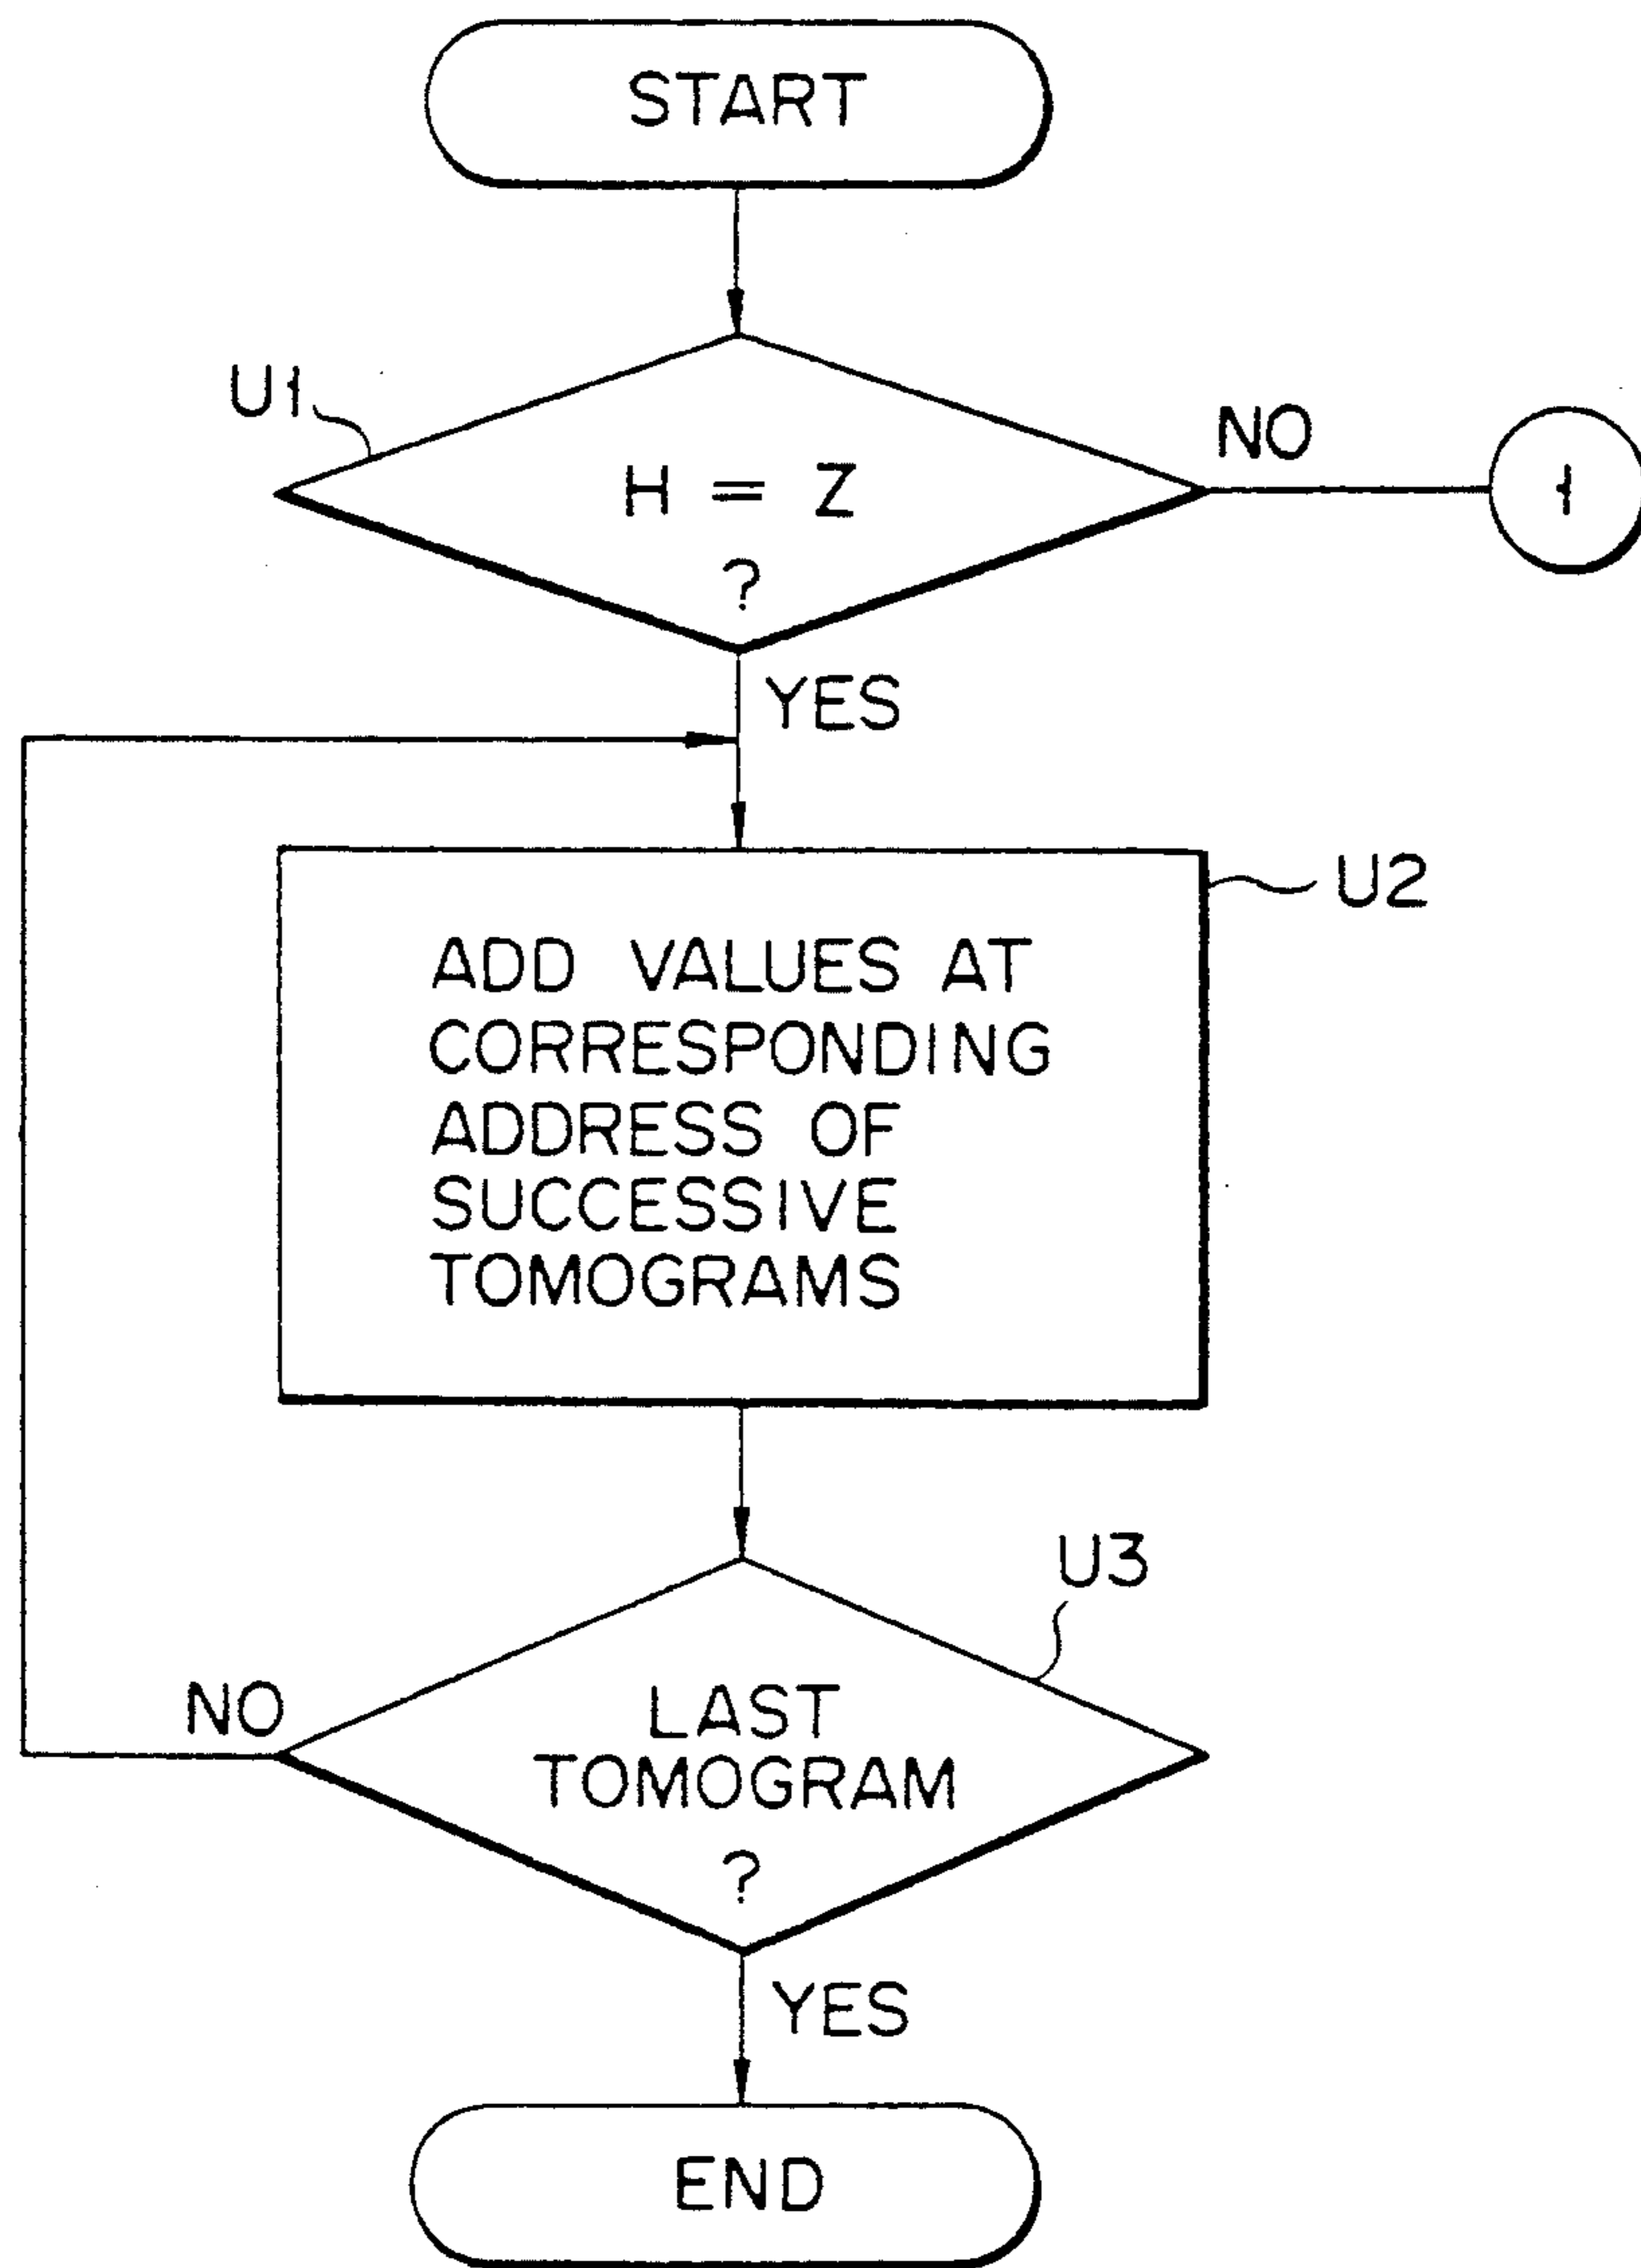 START
U1
H = Z
?
NO
1
YES
U2
ADD VALUES AT
CORRESPONDING
ADDRESS OF
SUCCESSIVE
TOMOGRAMS
U3
NO
LAST
TOMOGRAM
?
YES
END